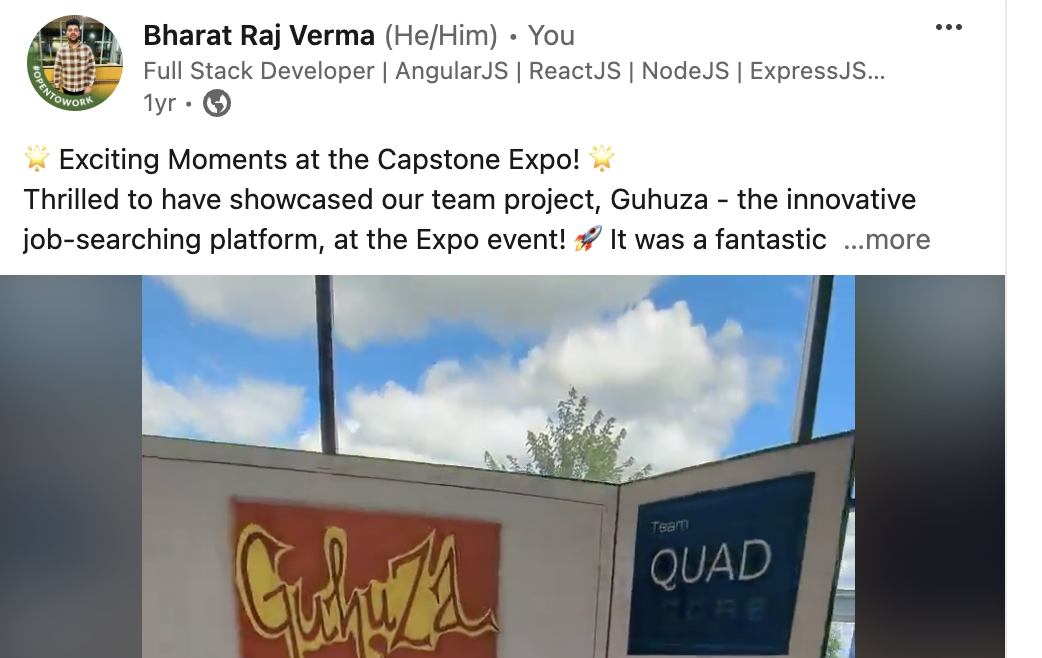 Bharat Raj Verma (He/Him) • You
Full Stack Developer | AngularJS | ReactJS | NodeJS | ExpressJS...
1yr •
#OPENTOWORK
🌟 Exciting Moments at the Capstone Expo! 🌟
Thrilled to have showcased our team project, Guhuza - the innovative
job-searching platform, at the Expo event! 🚀 It was a fantastic ...more
Guhuza
Team
QUAD